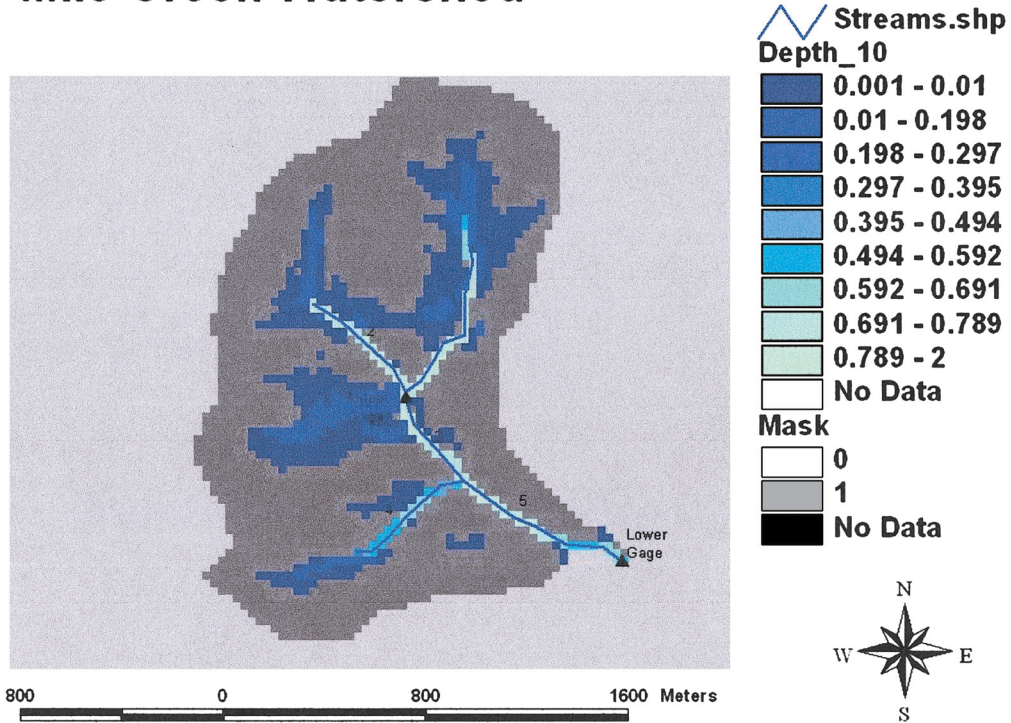 Streams.shp
Depth_10
0.001 - 0.01
0.01 - 0.198
0.198 - 0.297
0.297 - 0.395
0.395 - 0.494
0.494 - 0.592
0.592 - 0.691
0.691 - 0.789
0.789 - 2
No Data
Mask
0
1
No Data
2
5
Lower
Gage
N
W E
S
800 0 800 1600 Meters